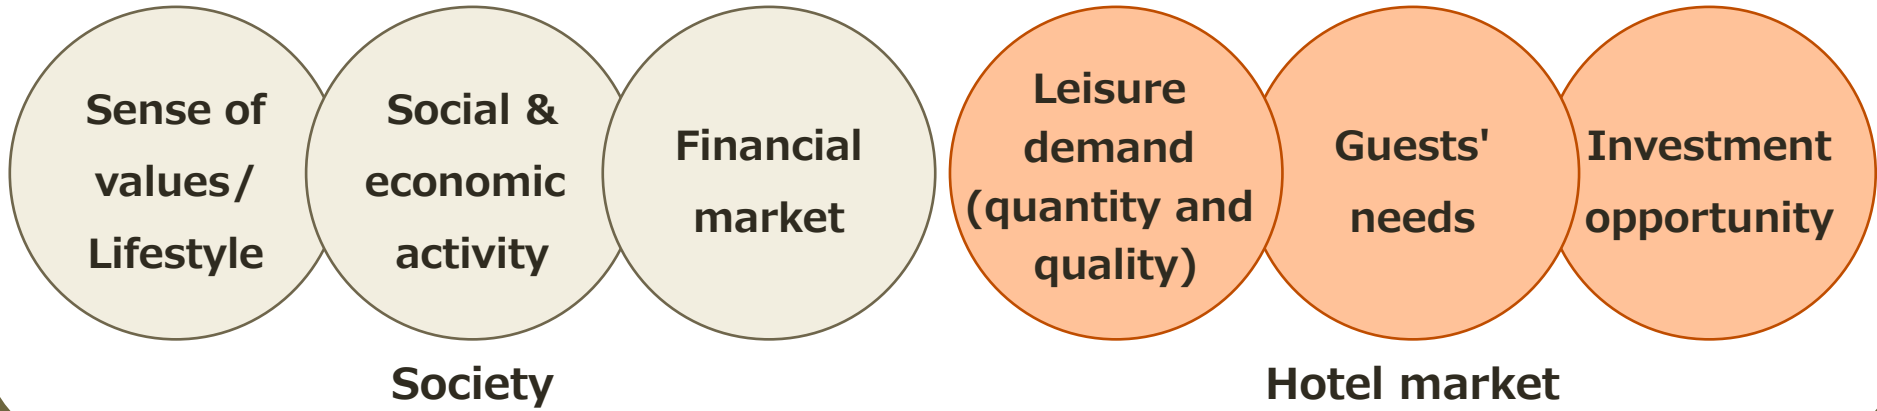 Sense of
values/
Lifestyle
Social &
economic
activity
Financial
market
Leisure
demand
(quantity and
quality)
Guests'
needs
Investment
opportunity
Society
Hotel market